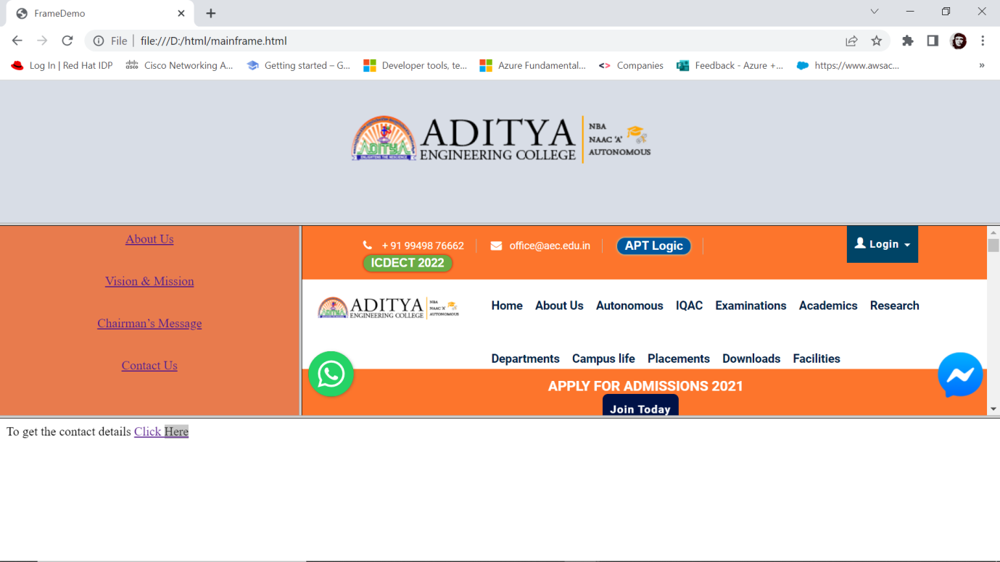 FrameDemo
File file:///D:/html/mainframe.html
Log In | Red Hat IDP Cisco Networking A... Getting started – G... Developer tools, te... Azure Fundamental... Companies Feedback - Azure +... https://www.awsac... »
ADITYA
ENGINEERING COLLEGE
NBA
NAAC 'A'
AUTONOMOUS
ADITYA
ENLIGHTENS THE NESCIENCE
About Us
Vision & Mission
Chairman’s Message
Contact Us
+ 91 99498 76662 office@aec.edu.in APT Logic Login
ICDECT 2022
ADITYA
ENGINEERING COLLEGE
NBA
NAAC 'A'
AUTONOMOUS
Home About Us Autonomous IQAC Examinations Academics Research
Departments Campus life Placements Downloads Facilities
APPLY FOR ADMISSIONS 2021
Join Today
To get the contact details Click Here